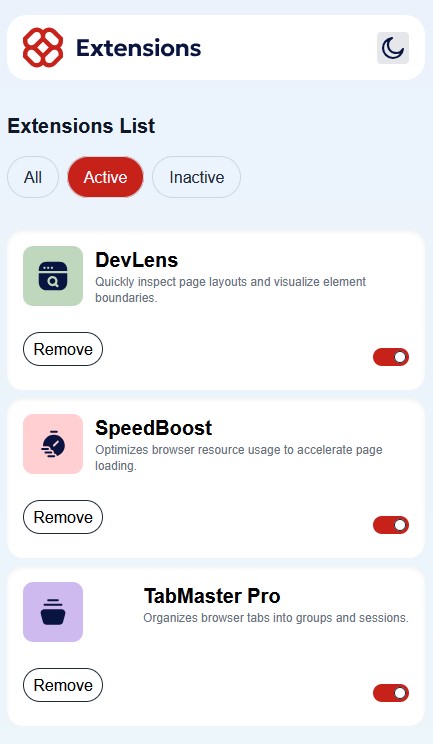 Extensions
Extensions List
All
Active
Inactive
DevLens
Quickly inspect page layouts and visualize element
boundaries.
Remove
SpeedBoost
Optimizes browser resource usage to accelerate page
loading.
Remove
TabMaster Pro
Organizes browser tabs into groups and sessions.
Remove